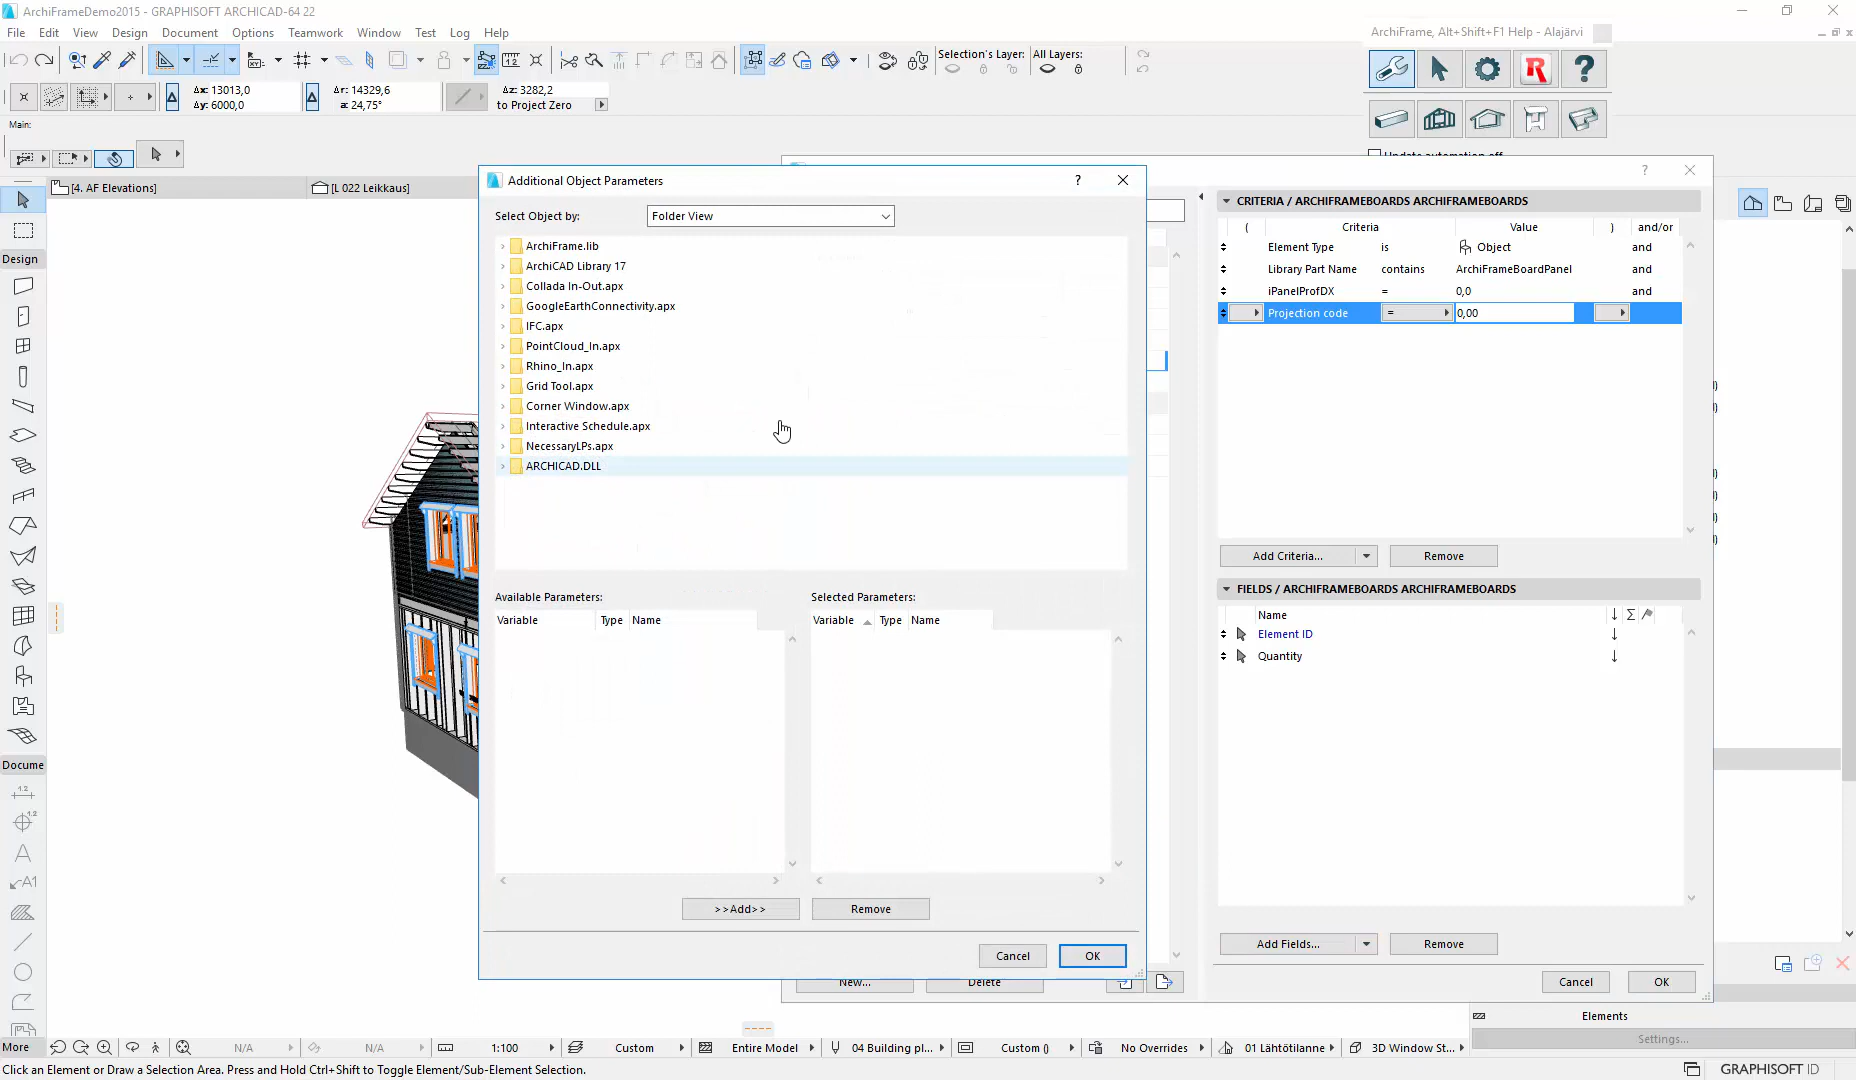 ArchiFrameDemo2015 - GRAPHISOFT ARCHICAD-64 22
File Edit View Design Document Options Teamwork Window Test Log Help
ArchiFrame, Alt+Shift+F1 Help - Alajärvi
Selection's Layer: All Layers:
Δx: 13013,0
Δy: 6000,0
Δr: 14329,6
a: 24,75°
Δz: 3282,2
to Project Zero
Main:
[4. AF Elevations]
[L 022 Leikkaus]
Design
Docume
More
Additional Object Parameters
?
Select Object by: Folder View
ArchiFrame.lib
ArchiCAD Library 17
Collada In-Out.apx
GoogleEarthConnectivity.apx
IFC.apx
PointCloud_In.apx
Rhino_In.apx
Grid Tool.apx
Corner Window.apx
Interactive Schedule.apx
NecessaryLPs.apx
ARCHICAD.DLL
Available Parameters: Selected Parameters:
Variable Type Name Variable Type Name
>>Add>> Remove
Cancel OK
New... Delete
?
CRITERIA / ARCHIFRAMEBOARDS ARCHIFRAMEBOARDS
( Criteria Value ) and/or
Element Type is Object and
Library Part Name contains ArchiFrameBoardPanel and
iPanelProfDX = 0,0 and
Projection code = 0,00
Add Criteria... Remove
FIELDS / ARCHIFRAMEBOARDS ARCHIFRAMEBOARDS
Name
Element ID
Quantity
Add Fields... Remove
Cancel OK
Elements
Settings...
N/A N/A 1:100 Custom Entire Model 04 Building pl... Custom () No Overrides 01 Lähtötilanne 3D Window St...
Click an Element or Draw a Selection Area. Press and Hold Ctrl+Shift to Toggle Element/Sub-Element Selection.
GRAPHISOFT ID